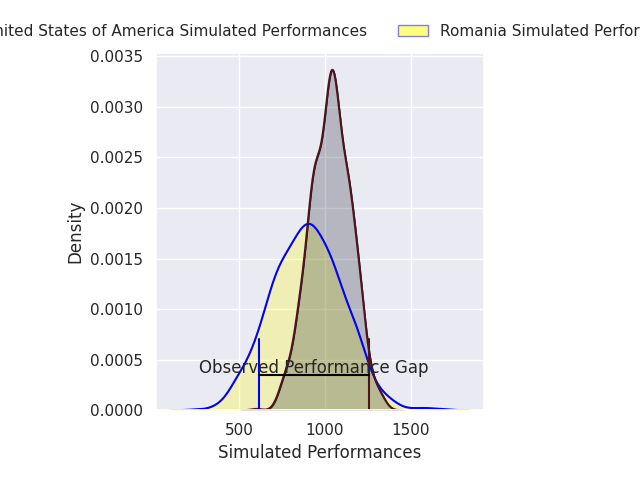 nited States of America Simulated Performances
Romania Simulated Perfor
0.0035
0.0030
0.0025
0.0020
0.0015
0.0010
0.0005
0.0000
Density
Observed Performance Gap
500
1000
1500
Simulated Performances